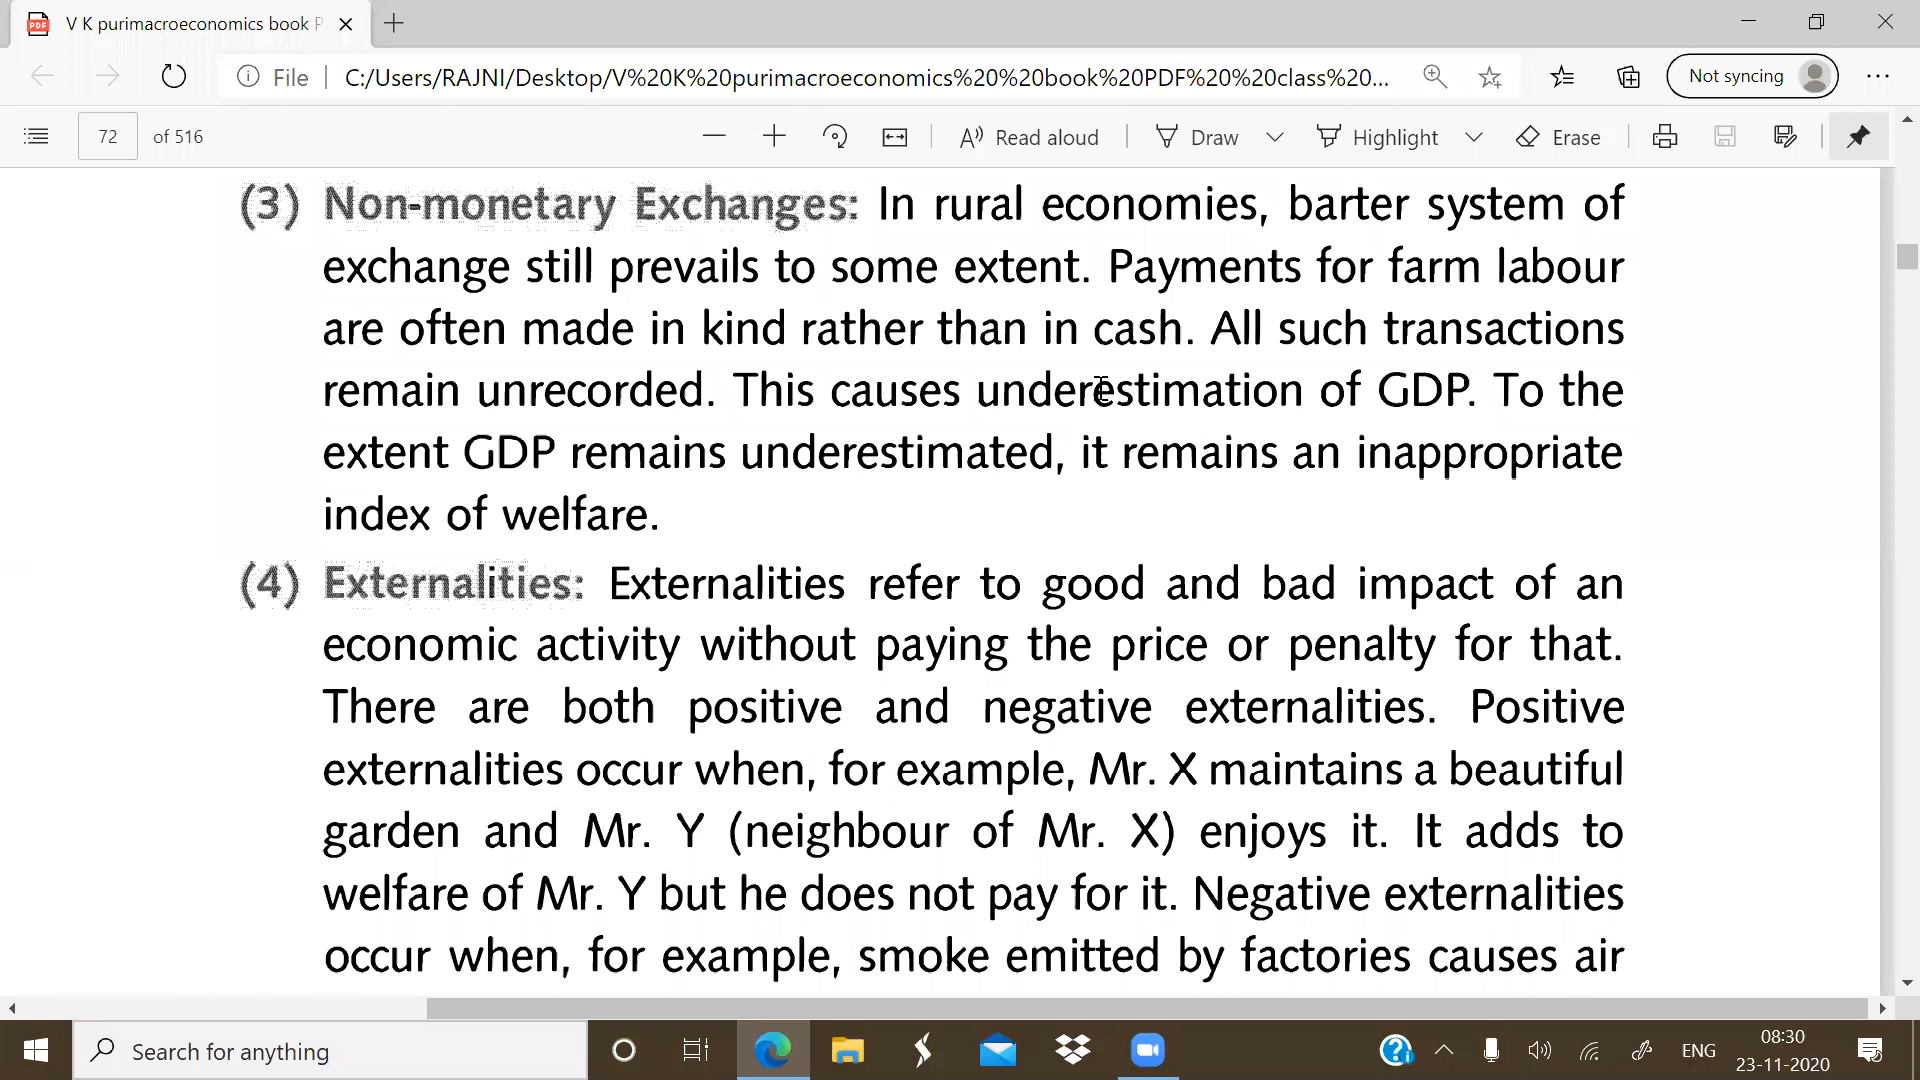 V K purimacroeconomics book P
File
C:/Users/RAJNI/Desktop/V%20K%20purimacroeconomics%20%20book%20PDF%20%20class%20...
Not syncing
72 of 516
Read aloud
Draw
Highlight
Erase
(3) Non-monetary Exchanges: In rural economies, barter system of
exchange still prevails to some extent. Payments for farm labour
are often made in kind rather than in cash. All such transactions
remain unrecorded. This causes underestimation of GDP. To the
extent GDP remains underestimated, it remains an inappropriate
index of welfare.
(4) Externalities: Externalities refer to good and bad impact of an
economic activity without paying the price or penalty for that.
There are both positive and negative externalities. Positive
externalities occur when, for example, Mr. X maintains a beautiful
garden and Mr. Y (neighbour of Mr. X) enjoys it. It adds to
welfare of Mr. Y but he does not pay for it. Negative externalities
occur when, for example, smoke emitted by factories causes air
Search for anything
ENG
08:30
23-11-2020